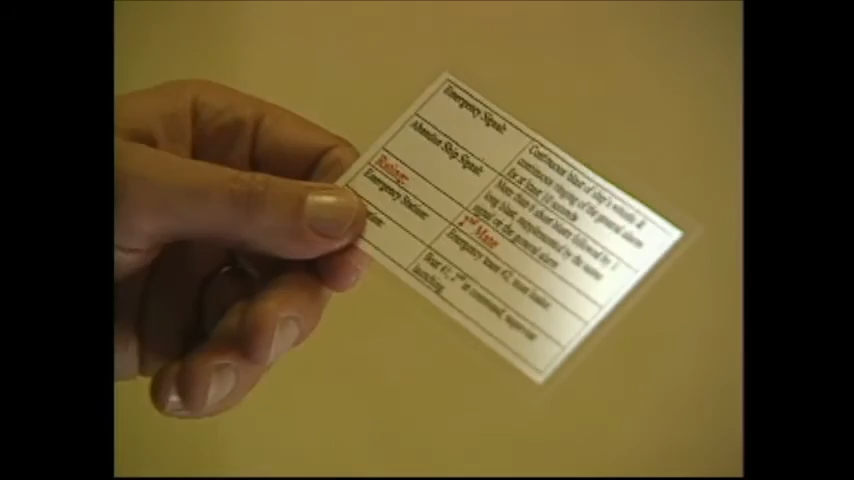 Emergency Signal:
Continuous blast of ship's whistle &
continuous ringing of the general alarm
for at least 10 seconds
Abandon Ship Signal:
More than 6 short blasts followed by 1
long blast, supplemented by the same
signal on the general alarm
Rating:
2nd Mate
Emergency Station:
Emergency team #2, team leader
Station:
Boat #1, 2nd in command, supervise
launching